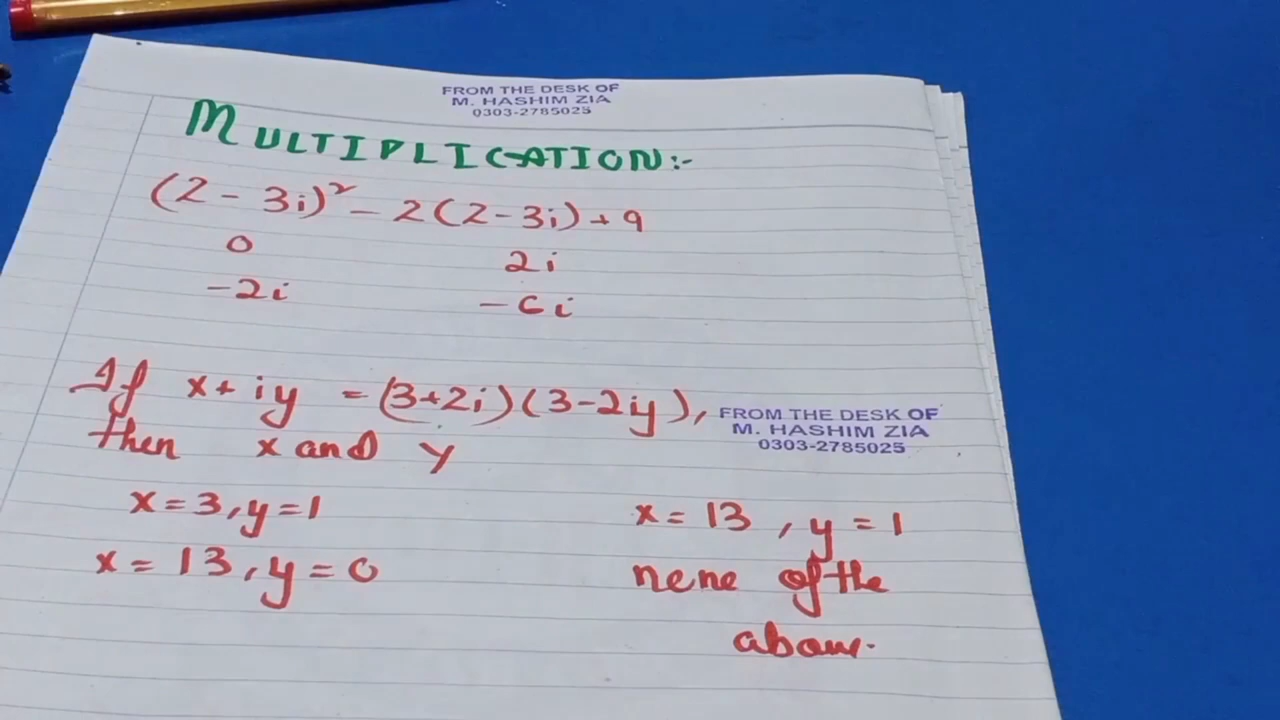 FROM THE DESK OF
M. HASHIM ZIA
0303-2785025
MULTIPLICATION:-
(2 - 3i)² - 2(2-3i) + 9
0 2i
-2i -6i
If x + iy = (3+2i)(3-2iy),
FROM THE DESK OF
M. HASHIM ZIA
0303-2785025
then x and y
x = 3, y = 1 x = 13, y = 1
x = 13, y = 0 nene of the
above.